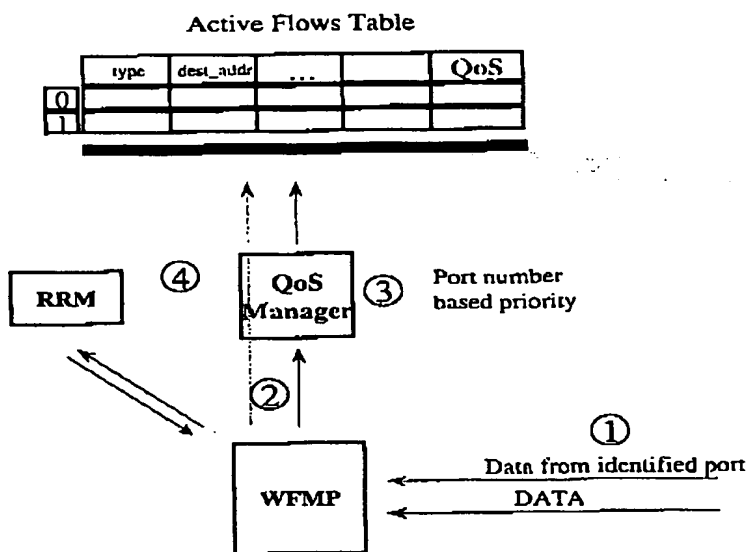 Active Flows Table
type dest_addr ... QoS
0
1
RRM
④
QoS
Manager
③
Port number
based priority
②
①
Data from identified port
DATA
WFMP